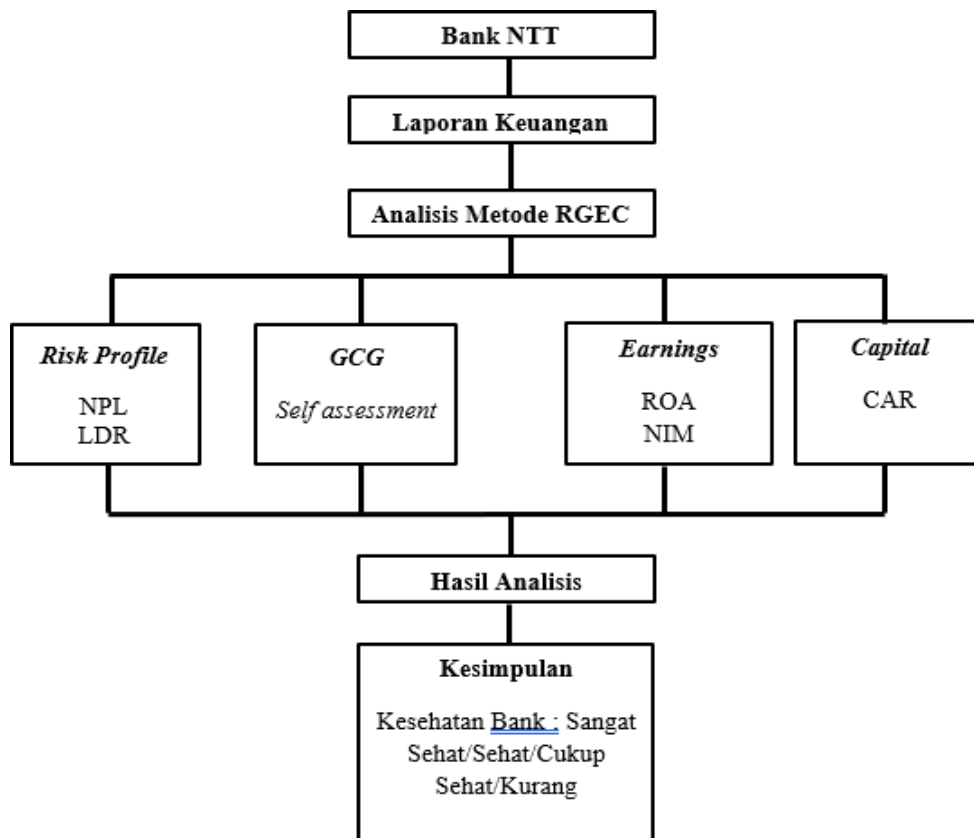 Bank NTT
Laporan Keuangan
Analisis Metode RGEC
Risk Profile
NPL
LDR
GCG
Self assessment
Earnings
ROA
NIM
Capital
CAR
Hasil Analisis
Kesimpulan
Kesehatan Bank : Sangat
Sehat/Sehat/Cukup
Sehat/Kurang